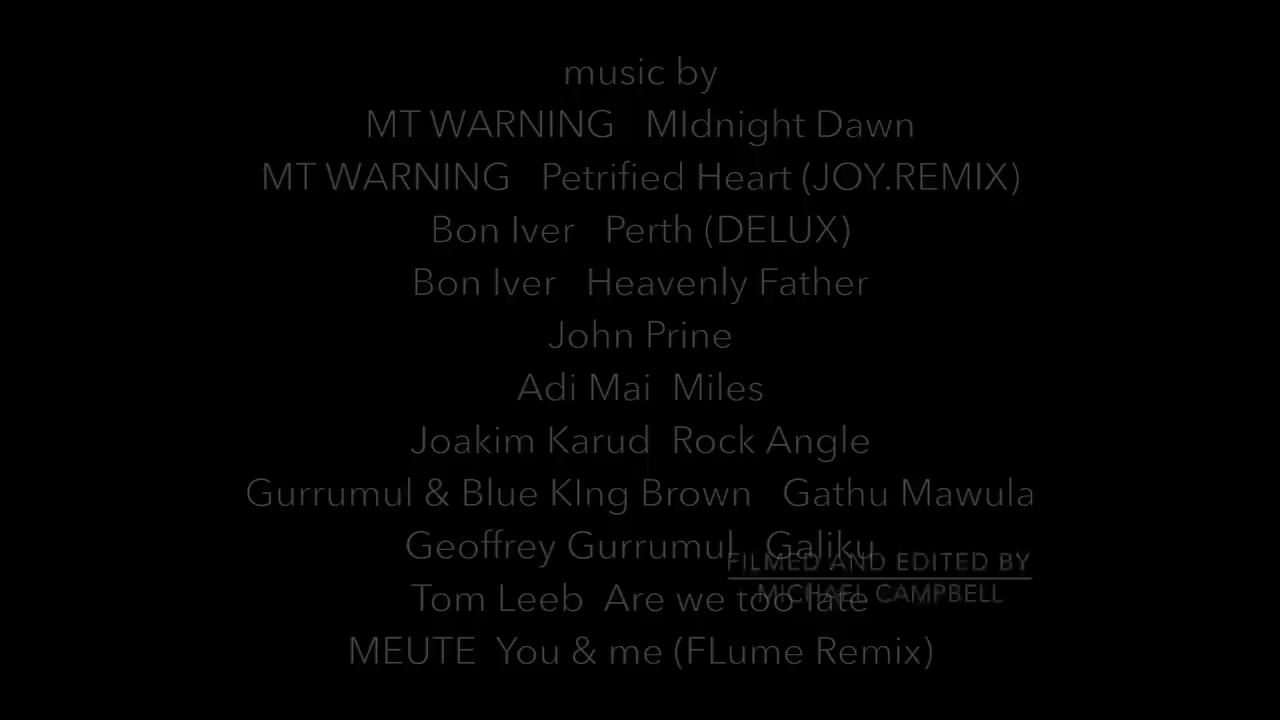 music by
MT WARNING MIdnight Dawn
MT WARNING Petrified Heart (JOY.REMIX)
Bon Iver Perth (DELUX)
Bon Iver Heavenly Father
John Prine
Adi Mai Miles
Joakim Karud Rock Angle
Gurrumul & Blue KIng Brown Gathu Mawula
Geoffrey Gurrumul Galiku
FILMED AND EDITED BY
Tom Leeb Are we too late
MICHAEL CAMPBELL
MEUTE You & me (FLume Remix)